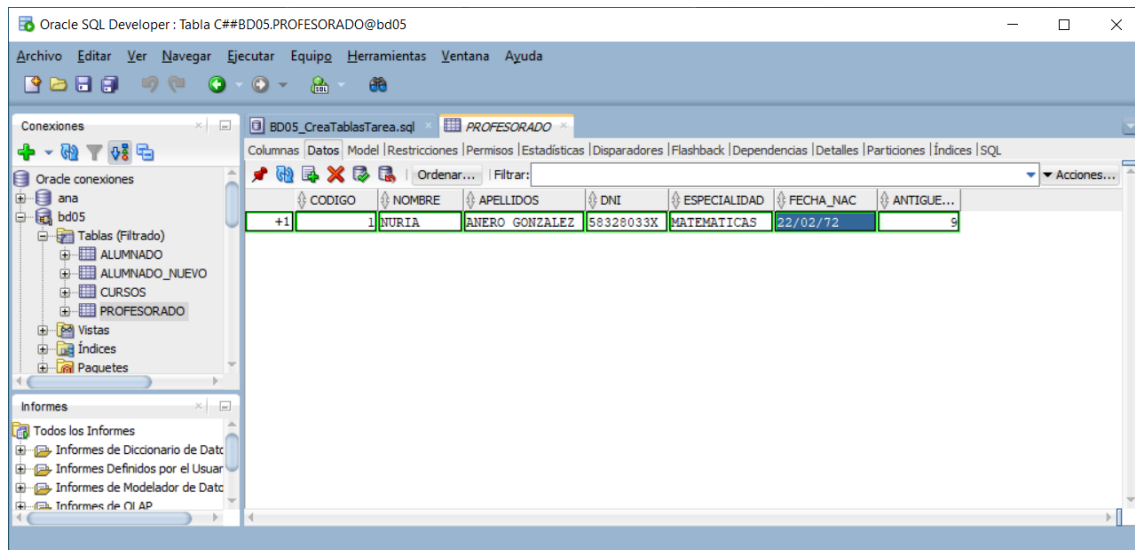 Oracle SQL Developer : Tabla C##BD05.PROFESORADO@bd05
Archivo Editar Ver Navegar Ejecutar Equipo Herramientas Ventana Ayuda
SQL
Conexiones
BD05_CreaTablasTarea.sql PROFESORADO
Columnas Datos Model Restricciones Permisos Estadísticas Disparadores Flashback Dependencias Detalles Particiones Índices SQL
Oracle conexiones
ana
bd05
Tablas (Filtrado)
ALUMNADO
ALUMNADO_NUEVO
CURSOS
PROFESORADO
Vistas
Índices
Paquetes
Ordenar... Filtrar: Acciones...
CODIGO NOMBRE APELLIDOS DNI ESPECIALIDAD FECHA_NAC ANTIGUE...
+1 1 NURIA ANERO GONZALEZ 58328033X MATEMATICAS 22/02/72 9
Informes
Todos los Informes
Informes de Diccionario de Datc
Informes Definidos por el Usuar
Informes de Modelador de Datc
Informes de OLAP